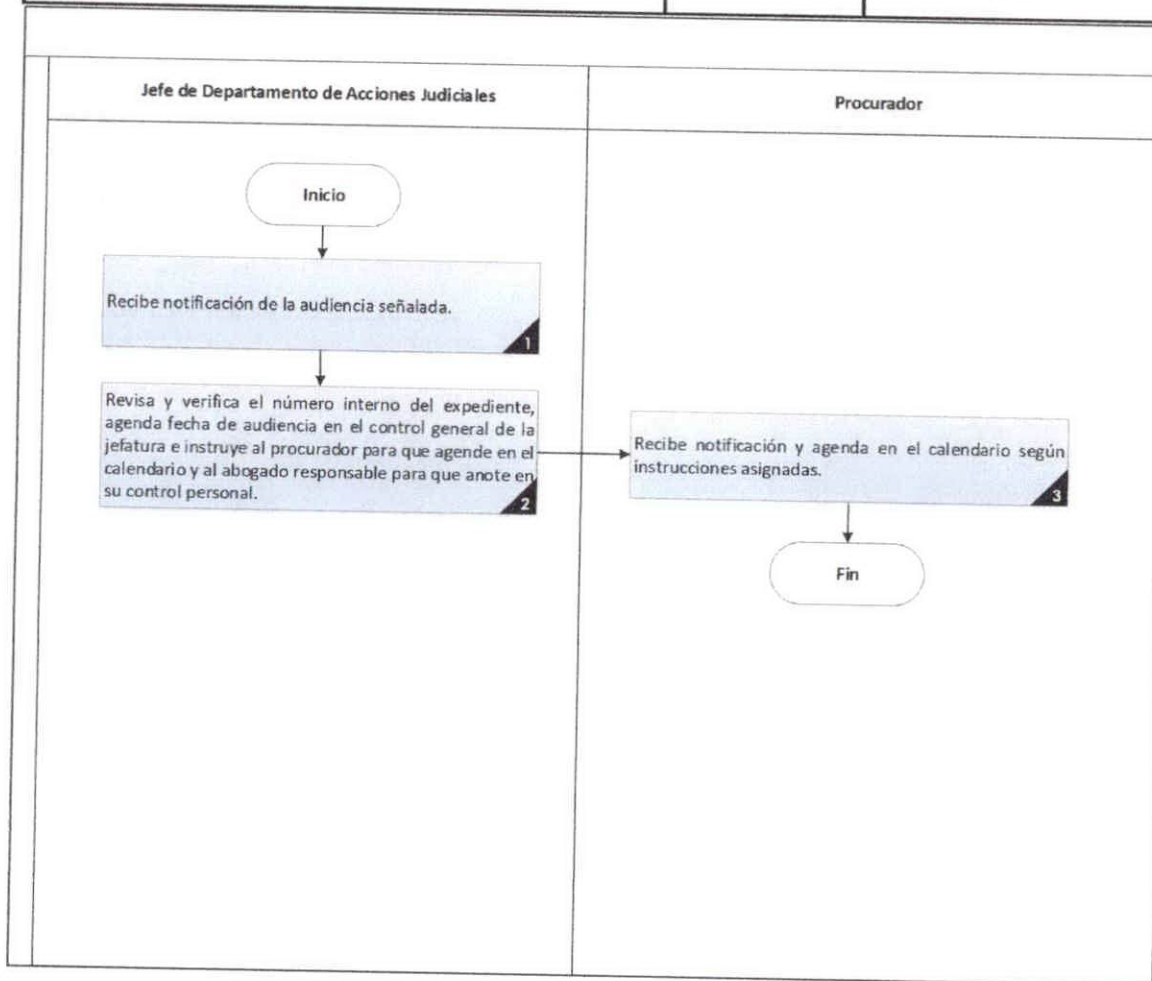 Jefe de Departamento de Acciones Judiciales
Procurador
Inicio
Recibe notificación de la audiencia señalada.
1
Revisa y verifica el número interno del expediente,
agenda fecha de audiencia en el control general de la
jefatura e instruye al procurador para que agende en el
calendario y al abogado responsable para que anote en
su control personal.
2
Recibe notificación y agenda en el calendario según
instrucciones asignadas.
3
Fin